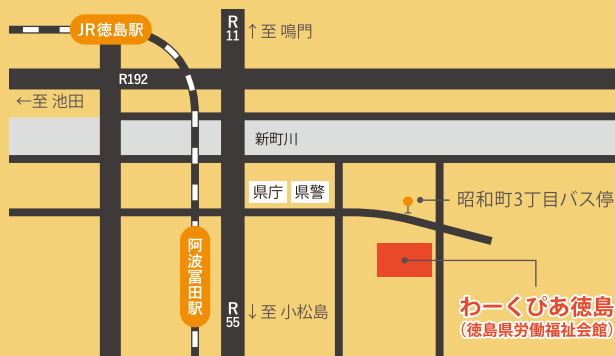 JR徳島駅
R
11
↑至 鳴門
R192
←至 池田
新町川
県庁
県警
昭和町3丁目バス停
阿波富田駅
R
55
↓至 小松島
わーくぴあ徳島
(徳島県労働福祉会館)